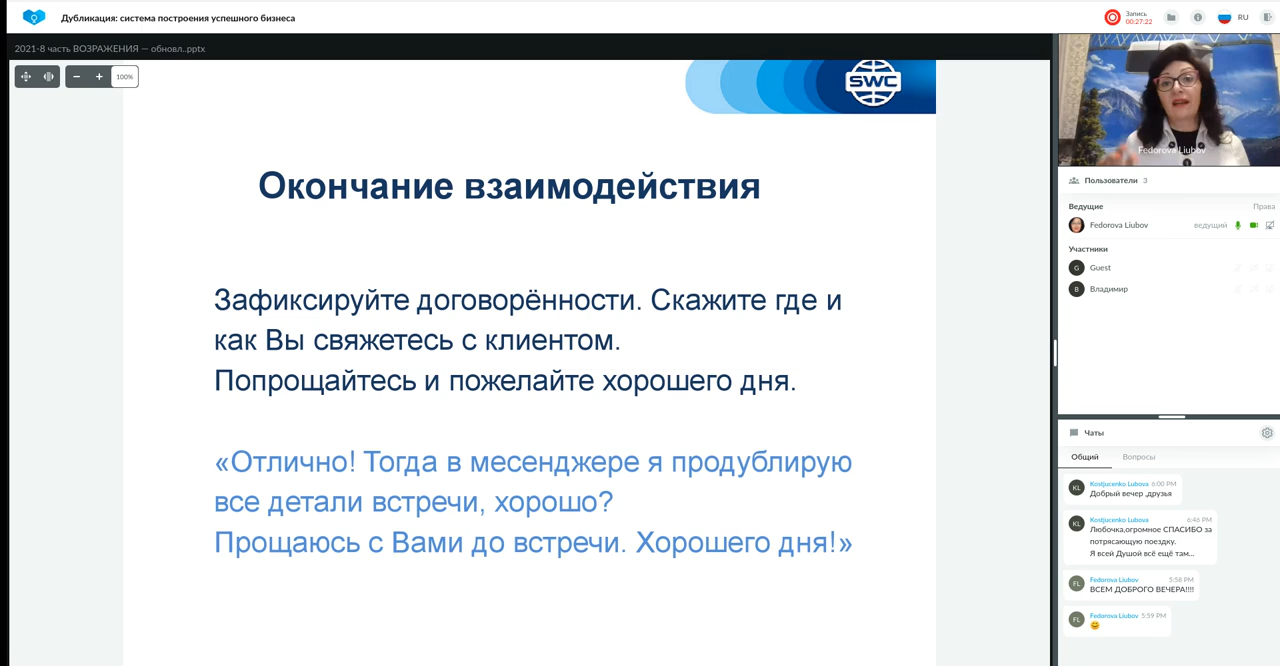 Дубликация: система построения успешного бизнеса
Запись
00:27:22
RU
2021-8 часть ВОЗРАЖЕНИЯ — обновл..pptx
100%
SWC
Окончание взаимодействия
Зафиксируйте договорённости. Скажите где и
как Вы свяжетесь с клиентом.
Попрощайтесь и пожелайте хорошего дня.
«Отлично! Тогда в месенджере я продублирую
все детали встречи, хорошо?
Прощаюсь с Вами до встречи. Хорошего дня!»
Fedorova Liubov
Пользователи 3
Ведущие Права
Fedorova Liubov ведущий
Участники
G Guest
В Владимир
Чаты
Общий Вопросы
KL Kostjucenko Lubova 6:00 PM
Добрый вечер ,друзья
KL Kostjucenko Lubova 6:46 PM
Любочка,огромное СПАСИБО за
потрясающую поездку.
Я всей Душой всё ещё там...
FL Fedorova Liubov 5:58 PM
ВСЕМ ДОБРОГО ВЕЧЕРА!!!!
FL Fedorova Liubov 5:59 PM
😊